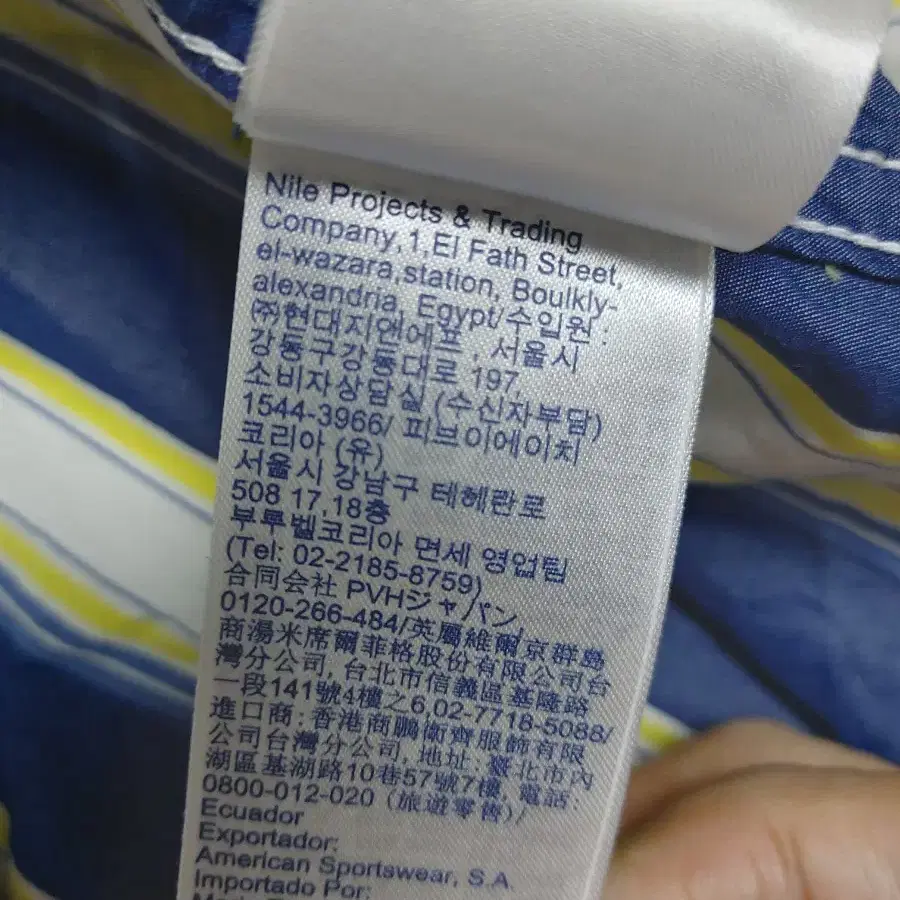 Nile Projects & Trading
Company,1,El Fath Street,
el-wazara,station, Boulkly-
alexandria, Egypt/수입원 :
㈜현대지앤에프 , 서울시
강동구강동대로 197,
소비자상담실 (수신자부담)
1544-3966/ 피브이에이치
코리아 (유)
서울시 강남구 테헤란로
508 17,18층
부루벨코리아 면세 영업팀
(Tel: 02-2185-8759)
合同会社 PVHジャパン,
0120-266-484/英屬維爾京群島
商湯米席爾菲格股份有限公司台
灣分公司, 台北市信義區基隆路
一段141號4樓之6,02-7718-5088/
進口商: 香港商鵬衛齊服飾有限
公司台灣分公司, 地址: 臺北市內
湖區基湖路10巷57號7樓, 電話:
0800-012-020 (旅遊零售)/
Ecuador
Exportador:
American Sportswear, S.A.
Importado Por: